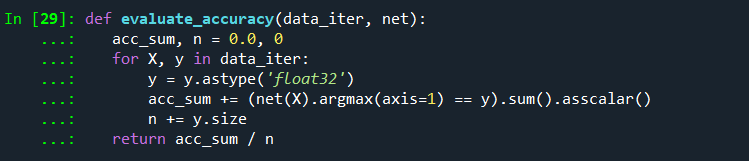 In [29]: def evaluate_accuracy(data_iter, net):
    ...:     acc_sum, n = 0.0, 0
    ...:     for X, y in data_iter:
    ...:         y = y.astype('float32')
    ...:         acc_sum += (net(X).argmax(axis=1) == y).sum().asscalar()
    ...:         n += y.size
    ...:     return acc_sum / n